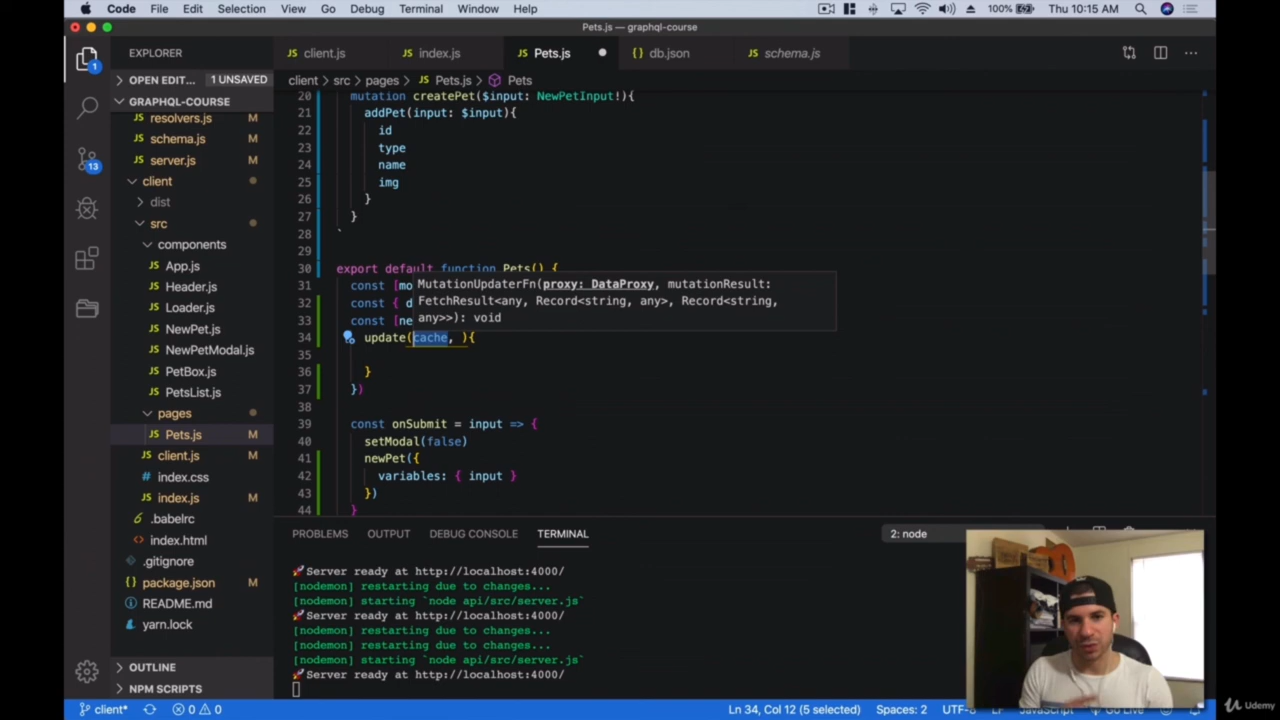 Code File Edit Selection View Go Debug Terminal Window Help 100% Thu 10:15 AM
Pets.js — graphql-course
EXPLORER
OPEN EDIT... 1 UNSAVED
GRAPHQL-COURSE
resolvers.js M
schema.js M
server.js M
client
dist
src
components
App.js
Header.js
Loader.js
NewPet.js
NewPetModal.js
PetBox.js
PetsList.js
pages
Pets.js M
client.js M
index.css
index.js M
.babelrc
index.html
.gitignore
package.json M
README.md
yarn.lock
OUTLINE
NPM SCRIPTS
1
13
client.js index.js Pets.js db.json schema.js
client > src > pages > Pets.js > Pets
20 mutation createPet($input: NewPetInput!){
21 addPet(input: $input){
22 id
23 type
24 name
25 img
26 }
27 }
28 `
29
30 export default function Pets() {
31 const [mo
32 const { d
33 const [ne
MutationUpdaterFn(proxy: DataProxy, mutationResult:
FetchResult<any, Record<string, any>, Record<string,
any>>): void
34 update(cache, ){
35
36 }
37 })
38
39 const onSubmit = input => {
40 setModal(false)
41 newPet({
42 variables: { input }
43 })
44 }
PROBLEMS OUTPUT DEBUG CONSOLE TERMINAL 2: node
🚀Server ready at http://localhost:4000/
[nodemon] restarting due to changes...
[nodemon] starting `node api/src/server.js`
🚀Server ready at http://localhost:4000/
[nodemon] restarting due to changes...
[nodemon] restarting due to changes...
[nodemon] starting `node api/src/server.js`
🚀Server ready at http://localhost:4000/
client* 0 0 Ln 34, Col 12 (5 selected) Spaces: 2 LF JavaScript Go Live
Udemy